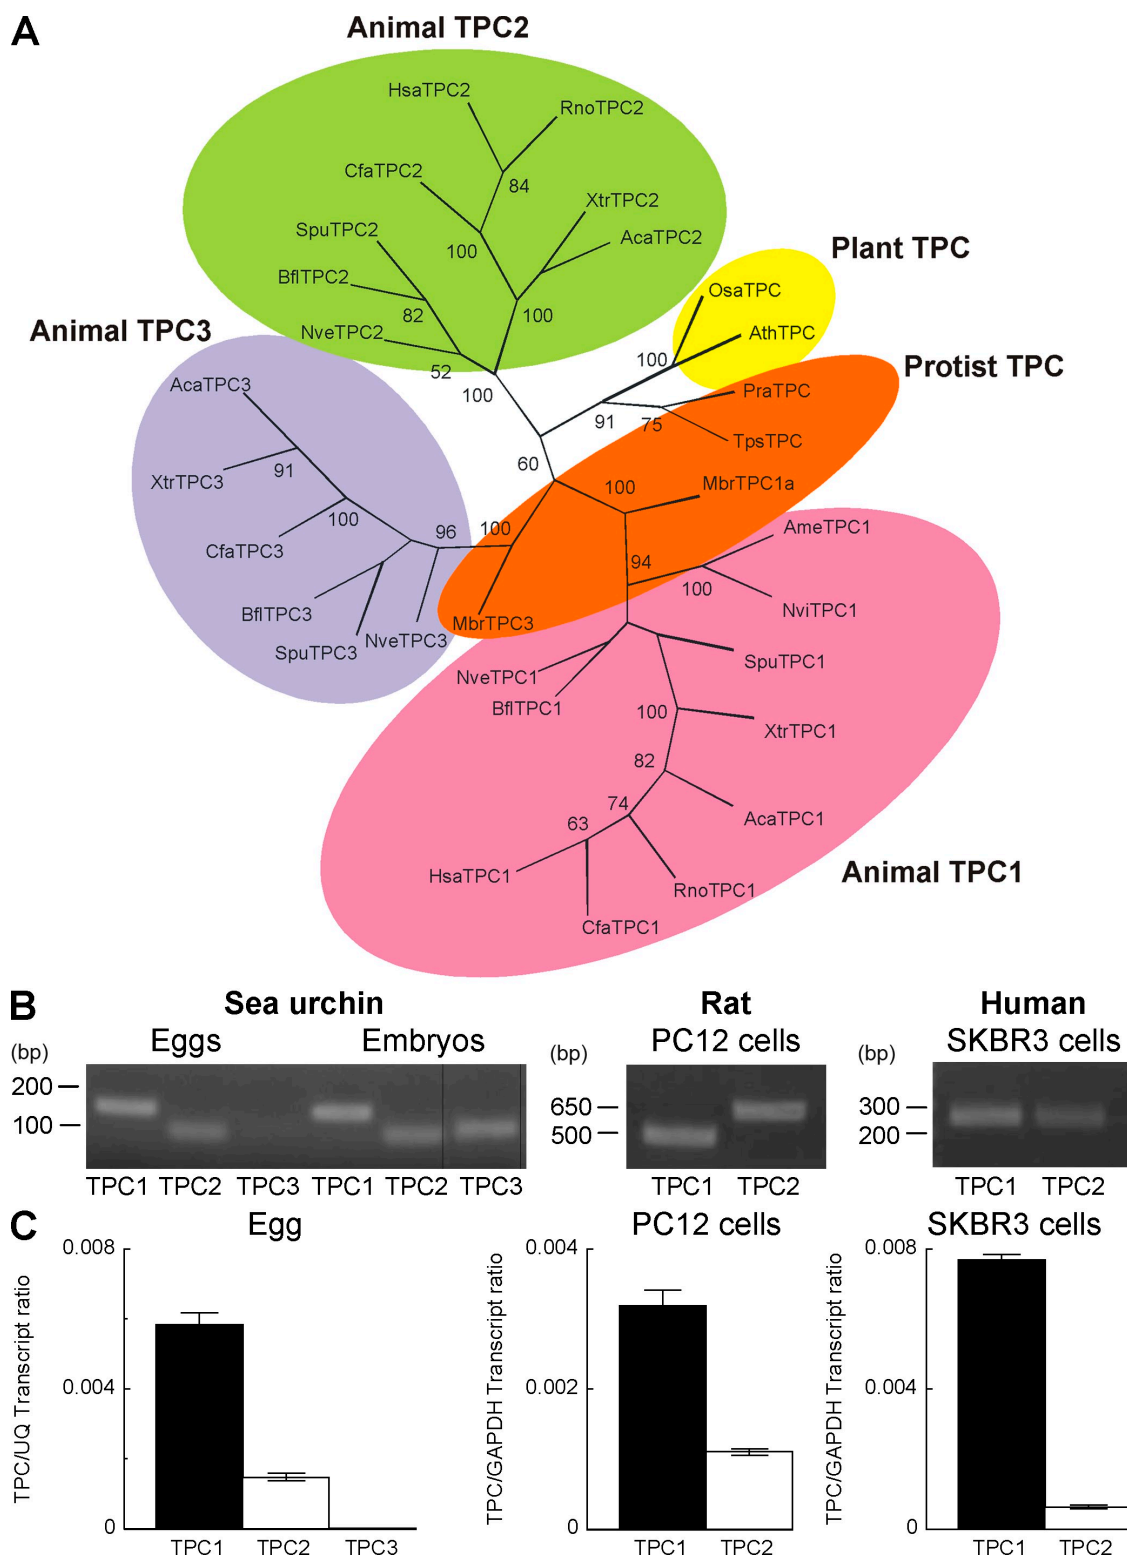 A
Animal TPC2
HsaTPC2
RnoTPC2
CfaTPC2
84
XtrTPC2
SpuTPC2
AcaTPC2
100
Plant TPC
BflTPC2
OsaTPC
82
100
Animal TPC3
NveTPC2
AthTPC
52
100
Protist TPC
AcaTPC3
100
PraTPC
91
75
TpsTPC
60
91
XtrTPC3
100
MbrTPC1a
100
96
100
AmeTPC1
CfaTPC3
94
100
BflTPC3
NviTPC1
MbrTPC3
NveTPC3
SpuTPC3
SpuTPC1
NveTPC1
BflTPC1
100
XtrTPC1
82
74
AcaTPC1
63
HsaTPC1
RnoTPC1
Animal TPC1
CfaTPC1
B
Sea urchin
Rat
Human
Eggs
Embryos
PC12 cells
SKBR3 cells
(bp)
(bp)
(bp)
200
100
650
500
300
200
TPC1 TPC2 TPC3 TPC1 TPC2 TPC3
TPC1 TPC2
TPC1 TPC2
C
Egg
PC12 cells
SKBR3 cells
TPC/UQ Transcript ratio
0.008
0.004
0
TPC1 TPC2 TPC3
TPC/GAPDH Transcript ratio
0.004
0.002
0
TPC1 TPC2
TPC/GAPDH Transcript ratio
0.008
0.004
0
TPC1 TPC2